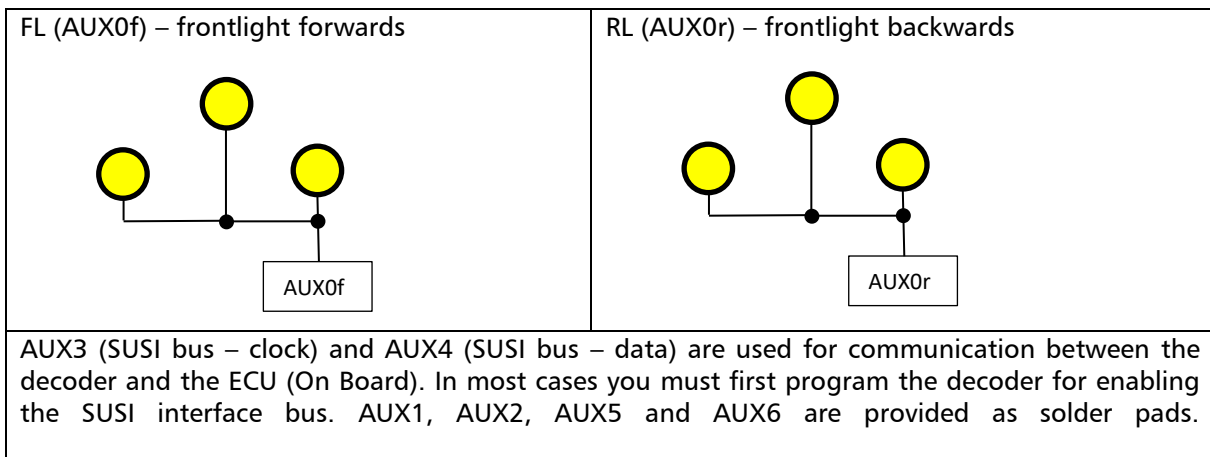 FL (AUX0f) – frontlight forwards
AUX0f
RL (AUX0r) – frontlight backwards
AUX0r
AUX3 (SUSI bus – clock) and AUX4 (SUSI bus – data) are used for communication between the
decoder and the ECU (On Board). In most cases you must first program the decoder for enabling
the SUSI interface bus. AUX1, AUX2, AUX5 and AUX6 are provided as solder pads.